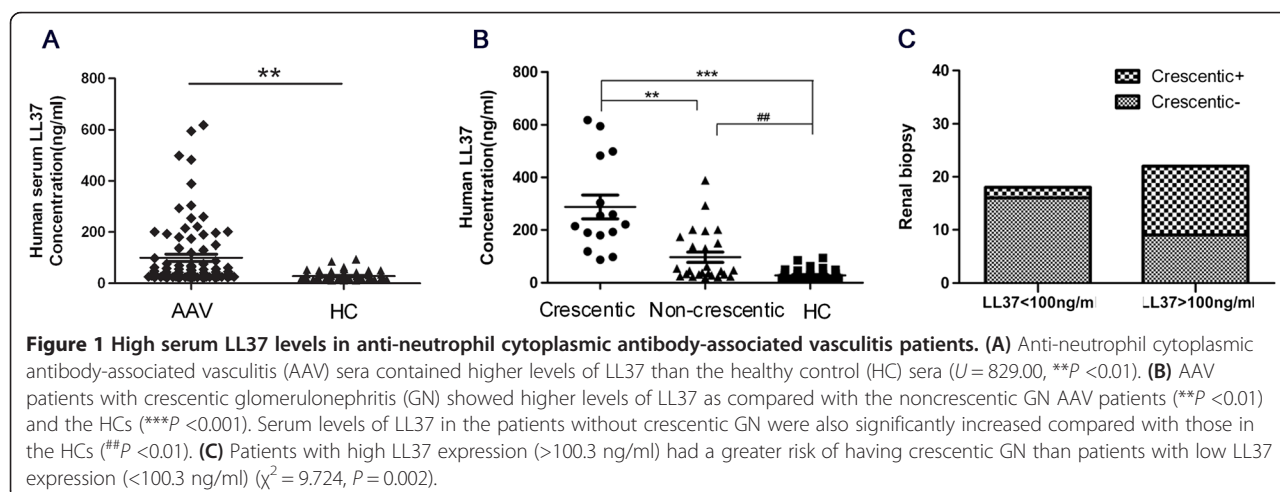 A
Human serum LL37
Concentration(ng/ml)
800
600
400
200
0
**
AAV
HC
B
Human LL37
Concentration(ng/ml)
800
600
400
200
0
***
**
##
Crescentic
Non-crescentic
HC
C
Renal biopsy
40
30
20
10
0
Crescentic+
Crescentic-
LL37<100ng/ml
LL37>100ng/ml
Figure 1 High serum LL37 levels in anti-neutrophil cytoplasmic antibody-associated vasculitis patients. (A) Anti-neutrophil cytoplasmic
antibody-associated vasculitis (AAV) sera contained higher levels of LL37 than the healthy control (HC) sera (U = 829.00, **P <0.01). (B) AAV
patients with crescentic glomerulonephritis (GN) showed higher levels of LL37 as compared with the noncrescentic GN AAV patients (**P <0.01)
and the HCs (***P <0.001). Serum levels of LL37 in the patients without crescentic GN were also significantly increased compared with those in
the HCs (##P <0.01). (C) Patients with high LL37 expression (>100.3 ng/ml) had a greater risk of having crescentic GN than patients with low LL37
expression (<100.3 ng/ml) (χ² = 9.724, P = 0.002).